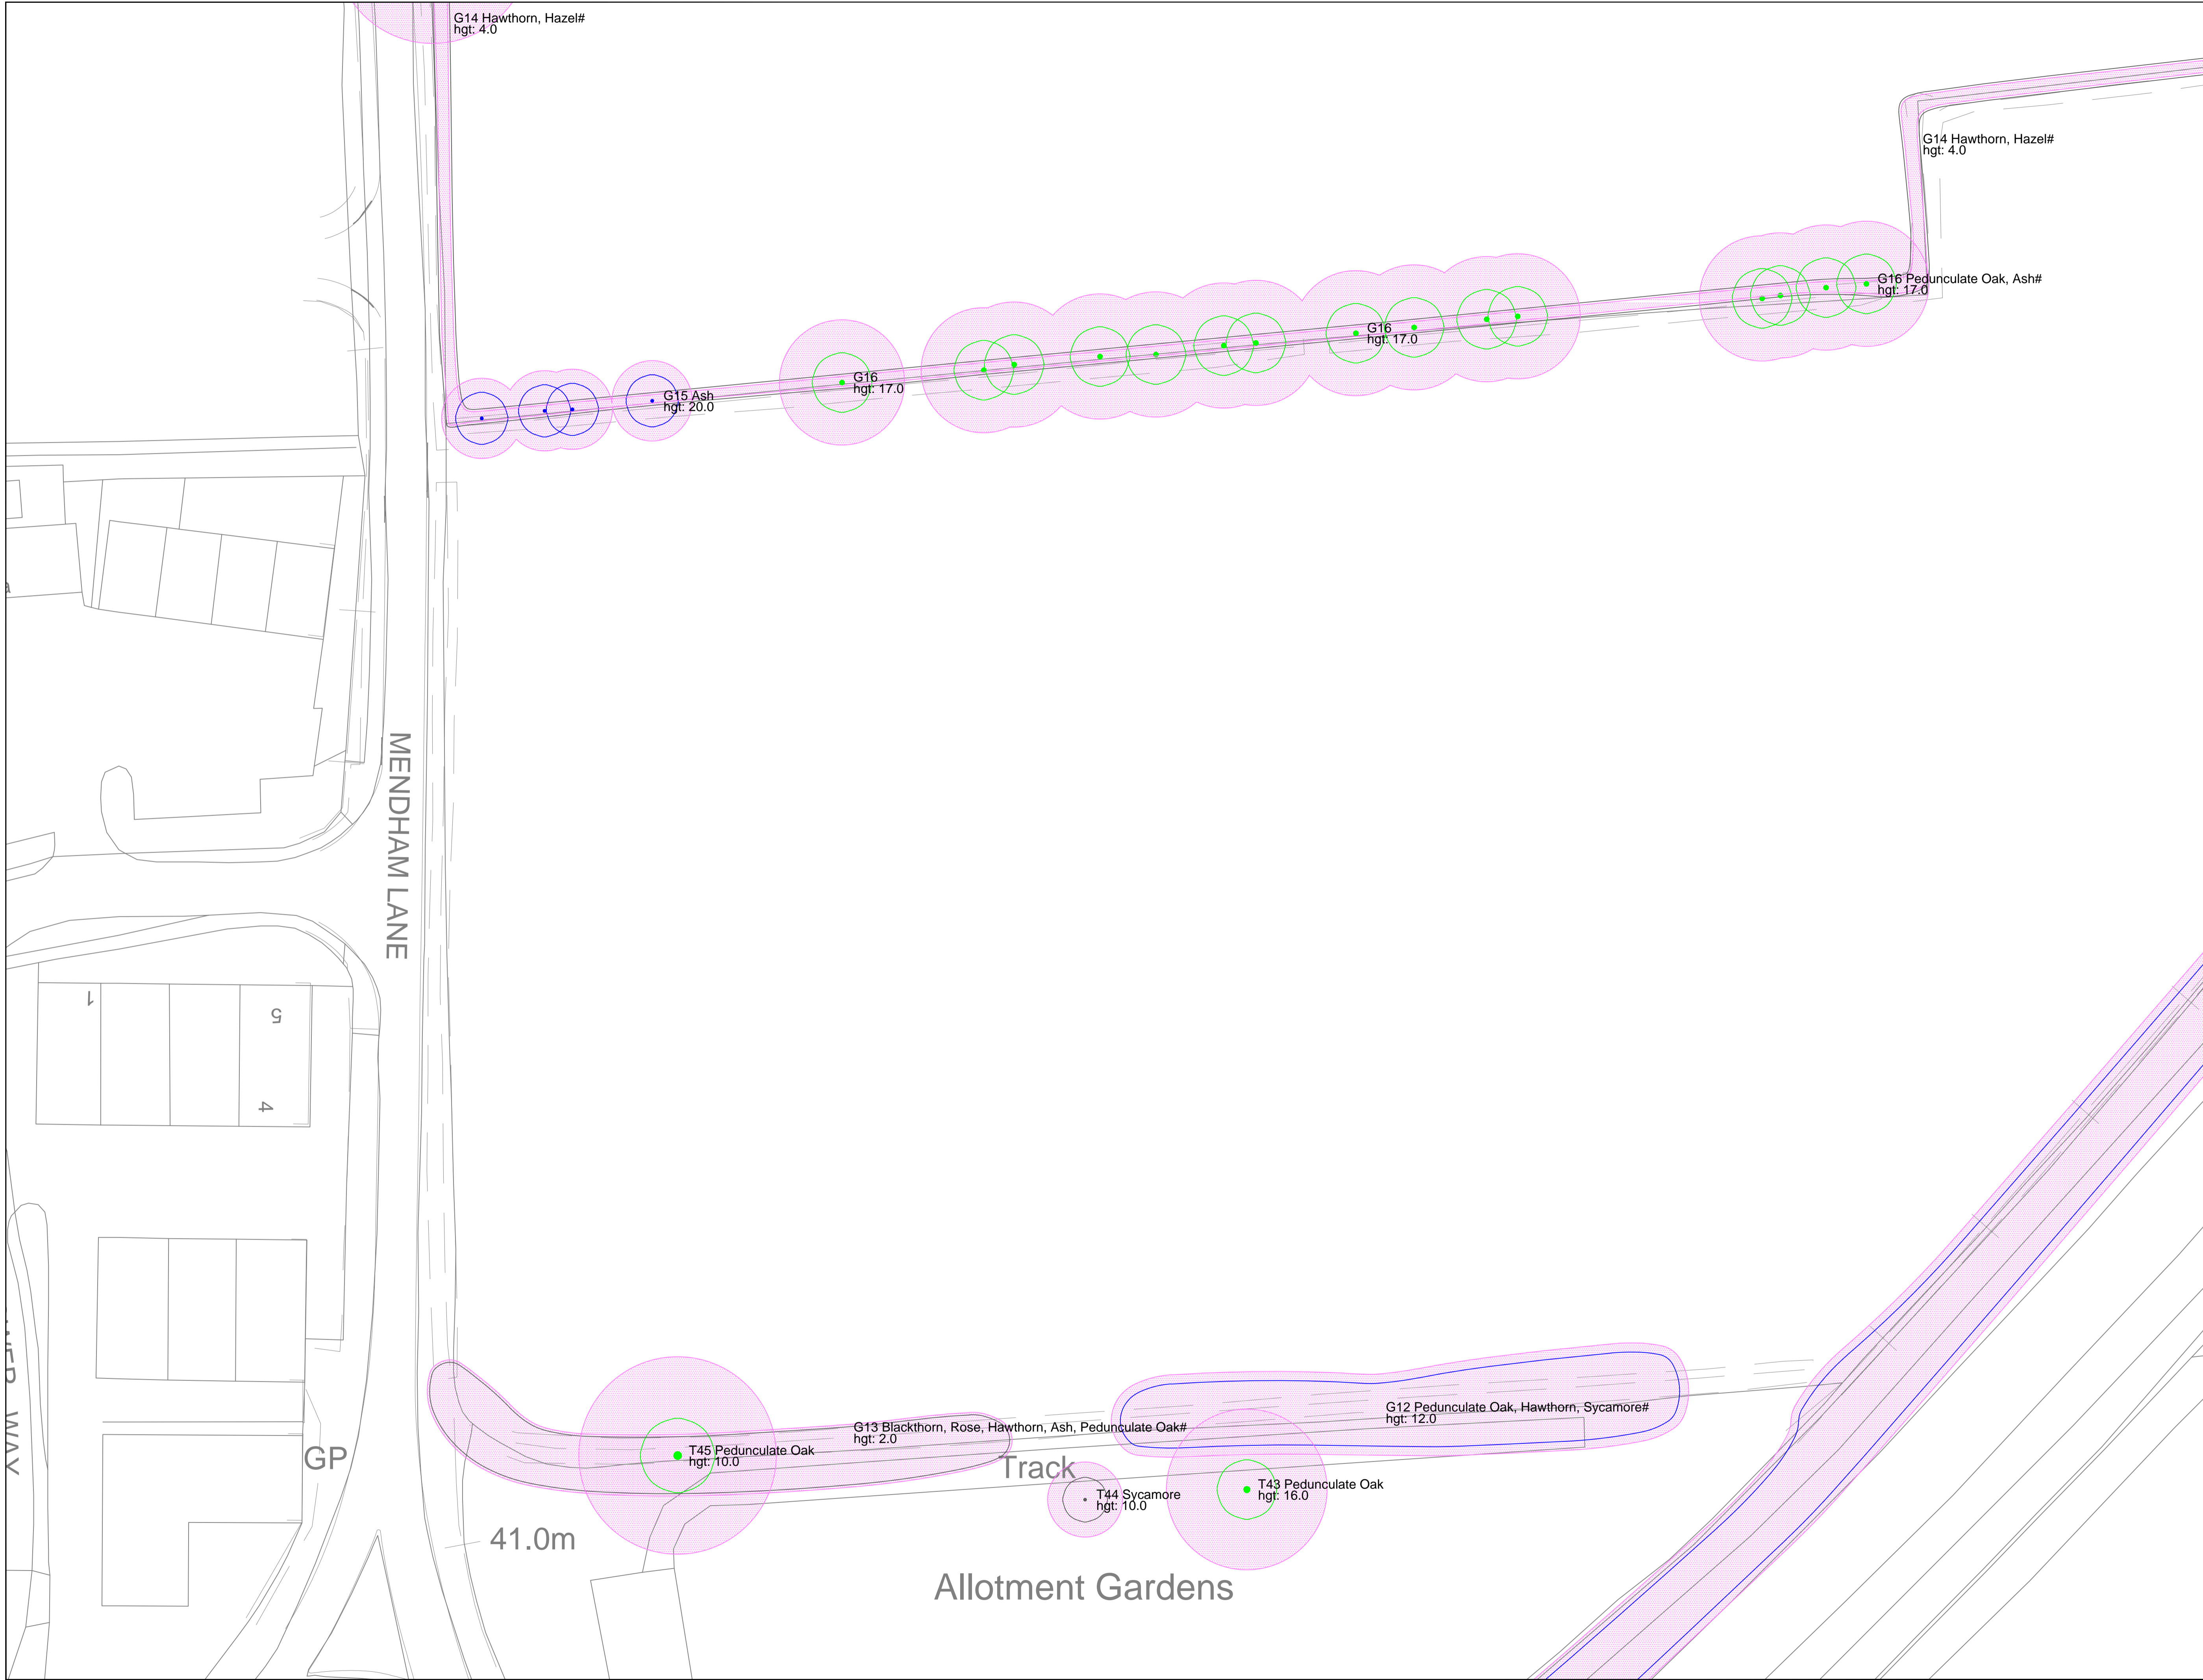 G14 Hawthorn, Hazel#
hgt: 4.0
G14 Hawthorn, Hazel#
hgt: 4.0
G16 Pedunculate Oak, Ash#
hgt: 17.0
G16
hgt: 17.0
G16
hgt: 17.0
G15 Ash
hgt: 20.0
MENDHAM LANE
1
5
4
WAY
GP
G13 Blackthorn, Rose, Hawthorn, Ash, Pedunculate Oak#
hgt: 2.0
G12 Pedunculate Oak, Hawthorn, Sycamore#
hgt: 12.0
T45 Pedunculate Oak
hgt: 10.0
Track
T44 Sycamore
hgt: 10.0
T43 Pedunculate Oak
hgt: 16.0
41.0m
Allotment Gardens